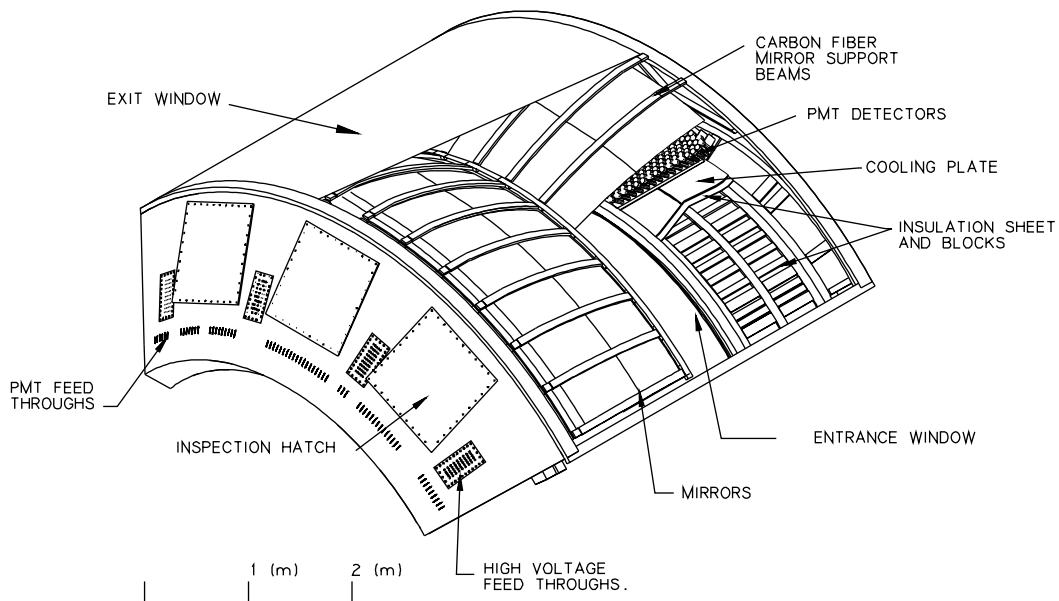 CARBON FIBER
MIRROR SUPPORT
BEAMS
EXIT WINDOW
PMT DETECTORS
COOLING PLATE
INSULATION SHEET
AND BLOCKS
PMT FEED
THROUGHS
INSPECTION HATCH
ENTRANCE WINDOW
MIRRORS
1 (m)
2 (m)
HIGH VOLTAGE
FEED THROUGHS.